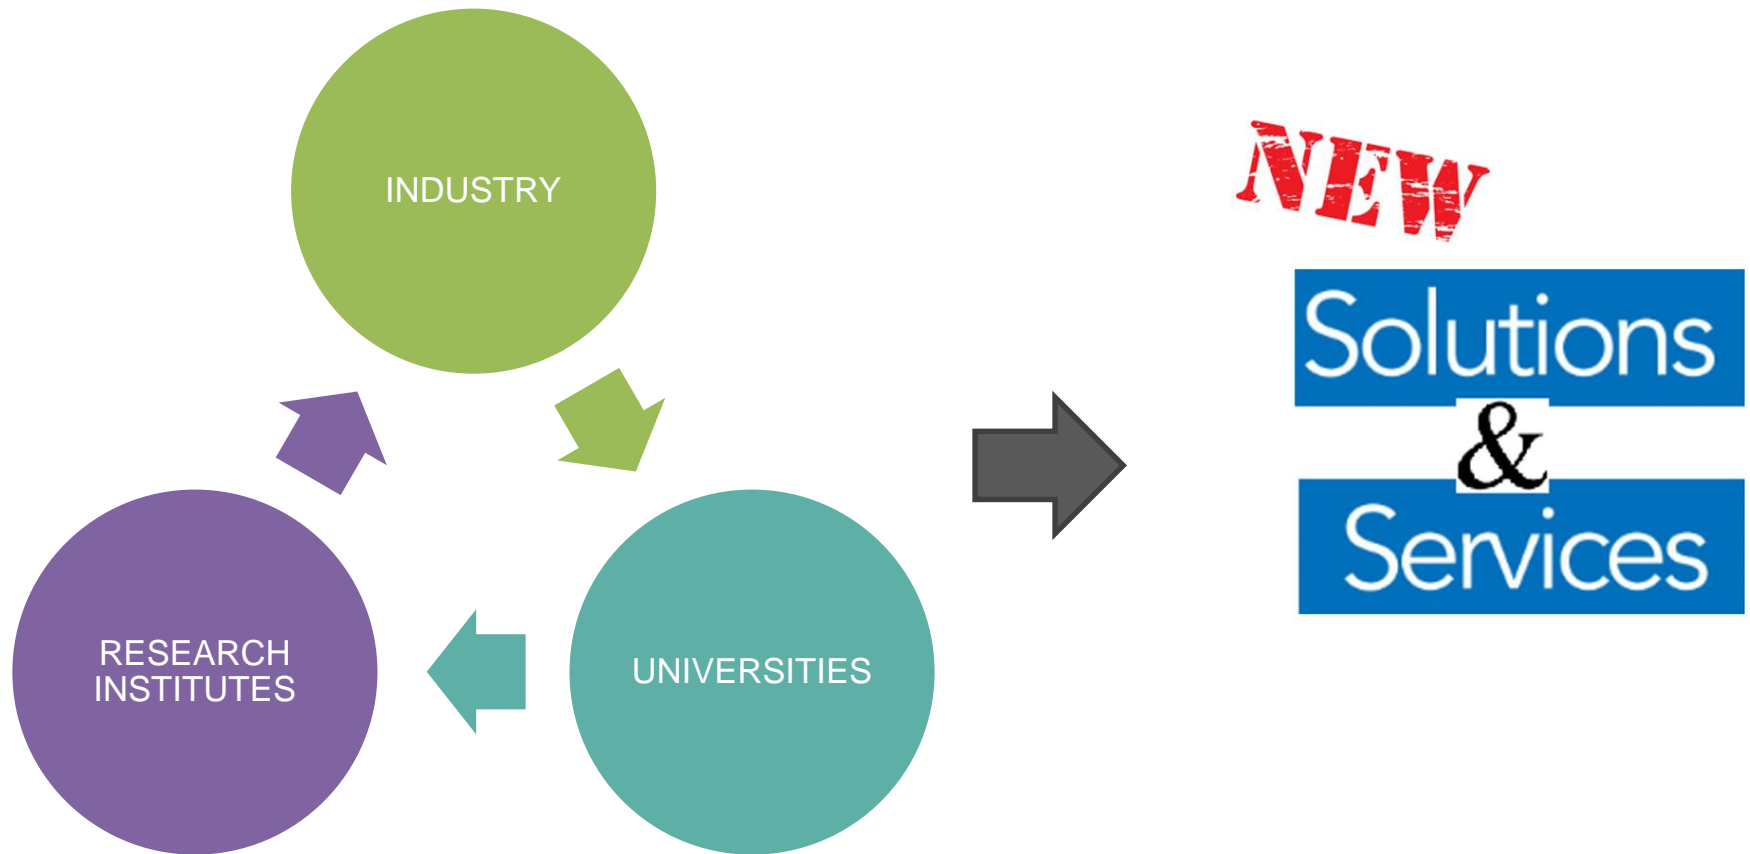 INDUSTRY
RESEARCH
INSTITUTES
UNIVERSITIES
NEW
Solutions
&
Services